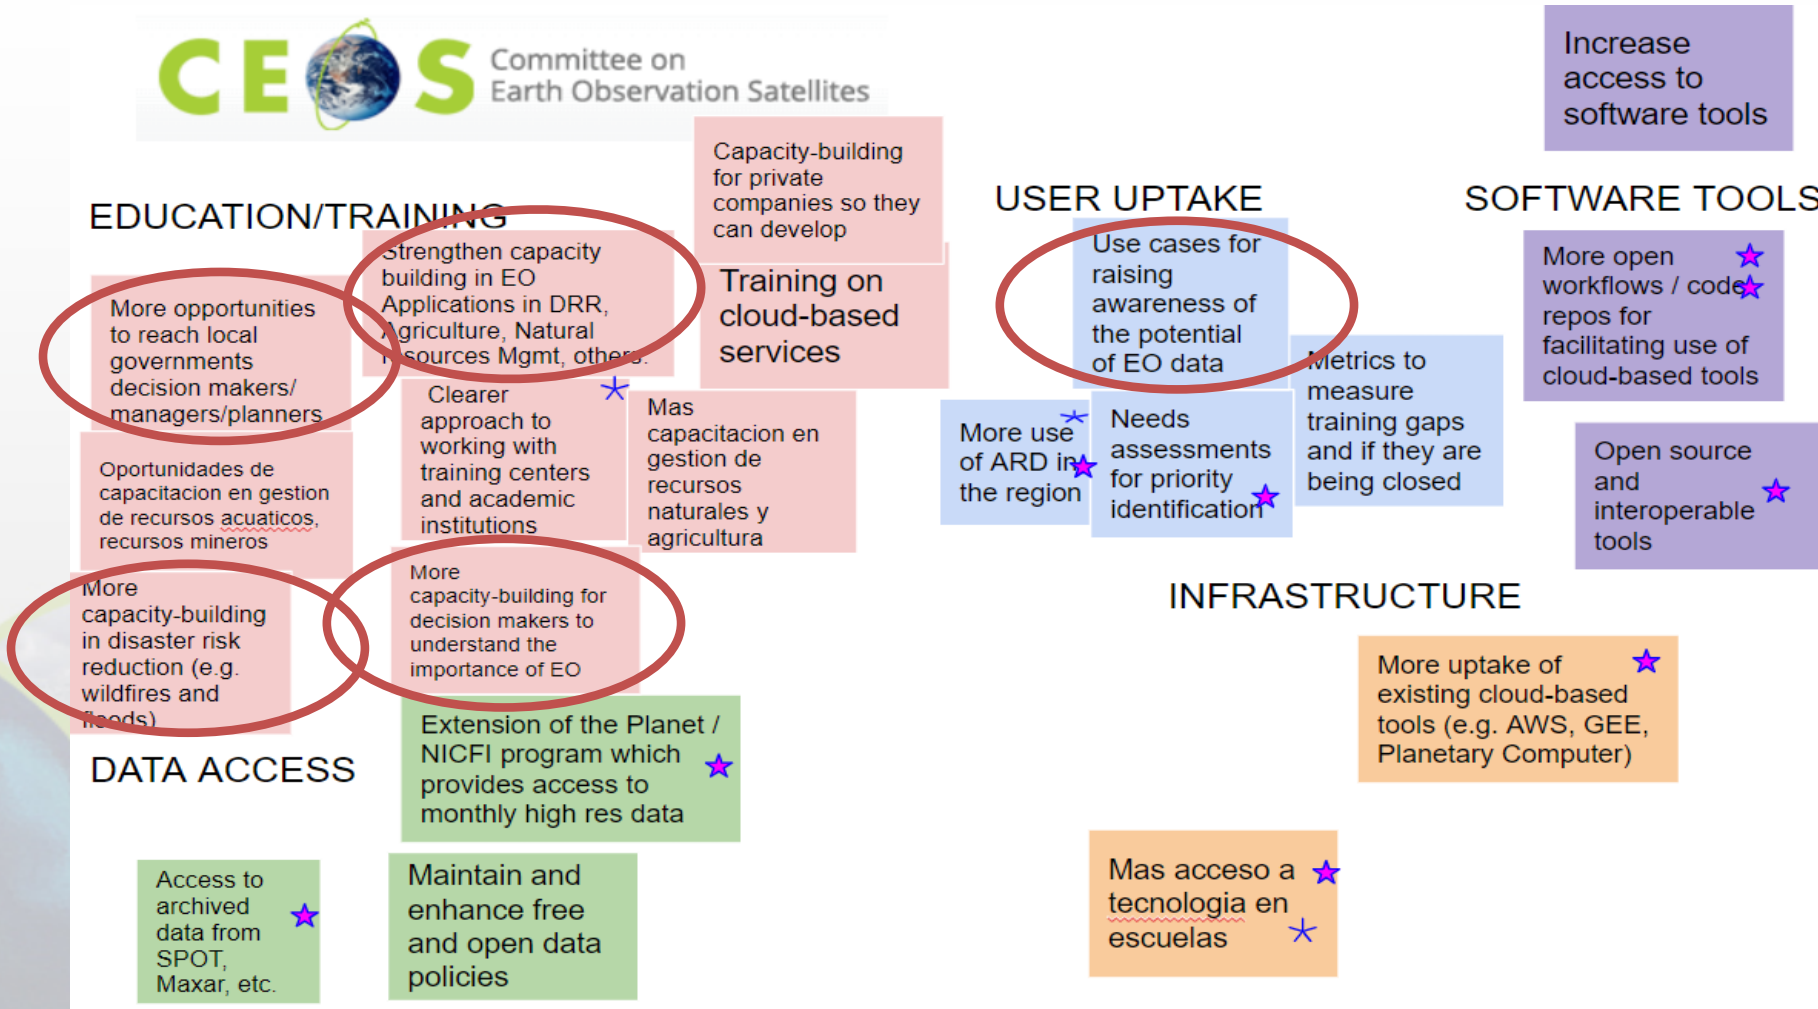 CEOS
Committee on
Earth Observation Satellites
EDUCATION/TRAINING
Capacity-building
for private
companies so they
can develop
Strengthen capacity
building in EO
Applications in DRR,
Agriculture, Natural
Resources Mgmt, others.
Training on
cloud-based
services
More opportunities
to reach local
governments
decision makers/
managers/planners
Clearer
approach to
working with
training centers
and academic
institutions
Mas
capacitacion en
gestion de
recursos
naturales y
agricultura
Oportunidades de
capacitacion en gestion
de recursos acuaticos,
recursos mineros
More
capacity-building
in disaster risk
reduction (e.g.
wildfires and
floods)
More
capacity-building for
decision makers to
understand the
importance of EO
DATA ACCESS
Extension of the Planet /
NICFI program which
provides access to
monthly high res data
Access to
archived
data from
SPOT,
Maxar, etc.
Maintain and
enhance free
and open data
policies
USER UPTAKE
Use cases for
raising
awareness of
the potential
of EO data
Metrics to
measure
training gaps
and if they are
being closed
More use
of ARD in
the region
Needs
assessments
for priority
identification
Increase
access to
software tools
SOFTWARE TOOLS
More open
workflows / code
repos for
facilitating use of
cloud-based tools
Open source
and
interoperable
tools
INFRASTRUCTURE
More uptake of
existing cloud-based
tools (e.g. AWS, GEE,
Planetary Computer)
Mas acceso a
tecnologia en
escuelas